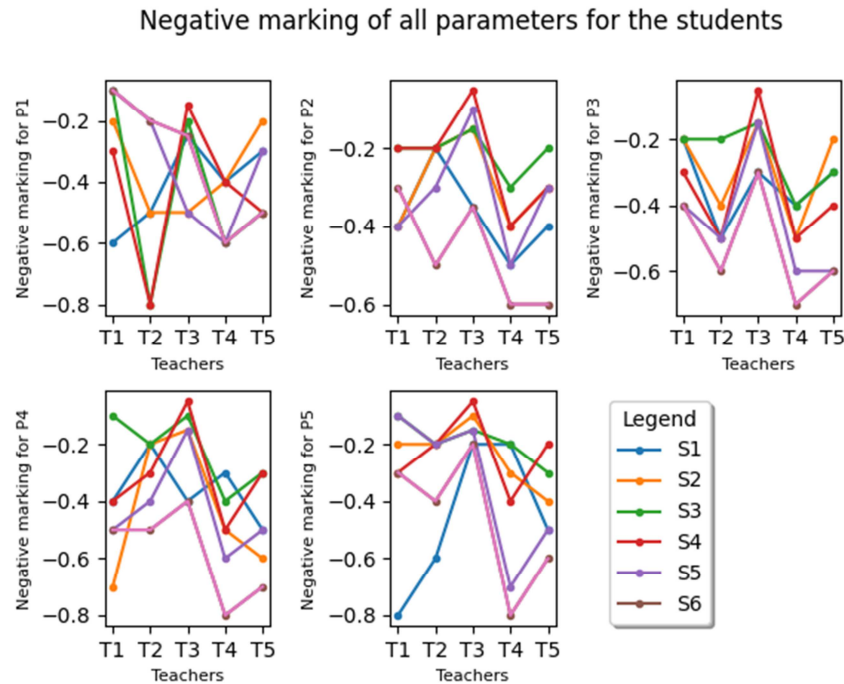 Negative marking of all parameters for the students
Negative marking for P1
−0.2
−0.4
−0.6
−0.8
T1 T2 T3 T4 T5
Teachers
Negative marking for P2
−0.2
−0.4
−0.6
T1 T2 T3 T4 T5
Teachers
Negative marking for P3
−0.2
−0.4
−0.6
T1 T2 T3 T4 T5
Teachers
Negative marking for P4
−0.2
−0.4
−0.6
−0.8
T1 T2 T3 T4 T5
Teachers
Negative marking for P5
−0.2
−0.4
−0.6
−0.8
T1 T2 T3 T4 T5
Teachers
Legend
S1
S2
S3
S4
S5
S6